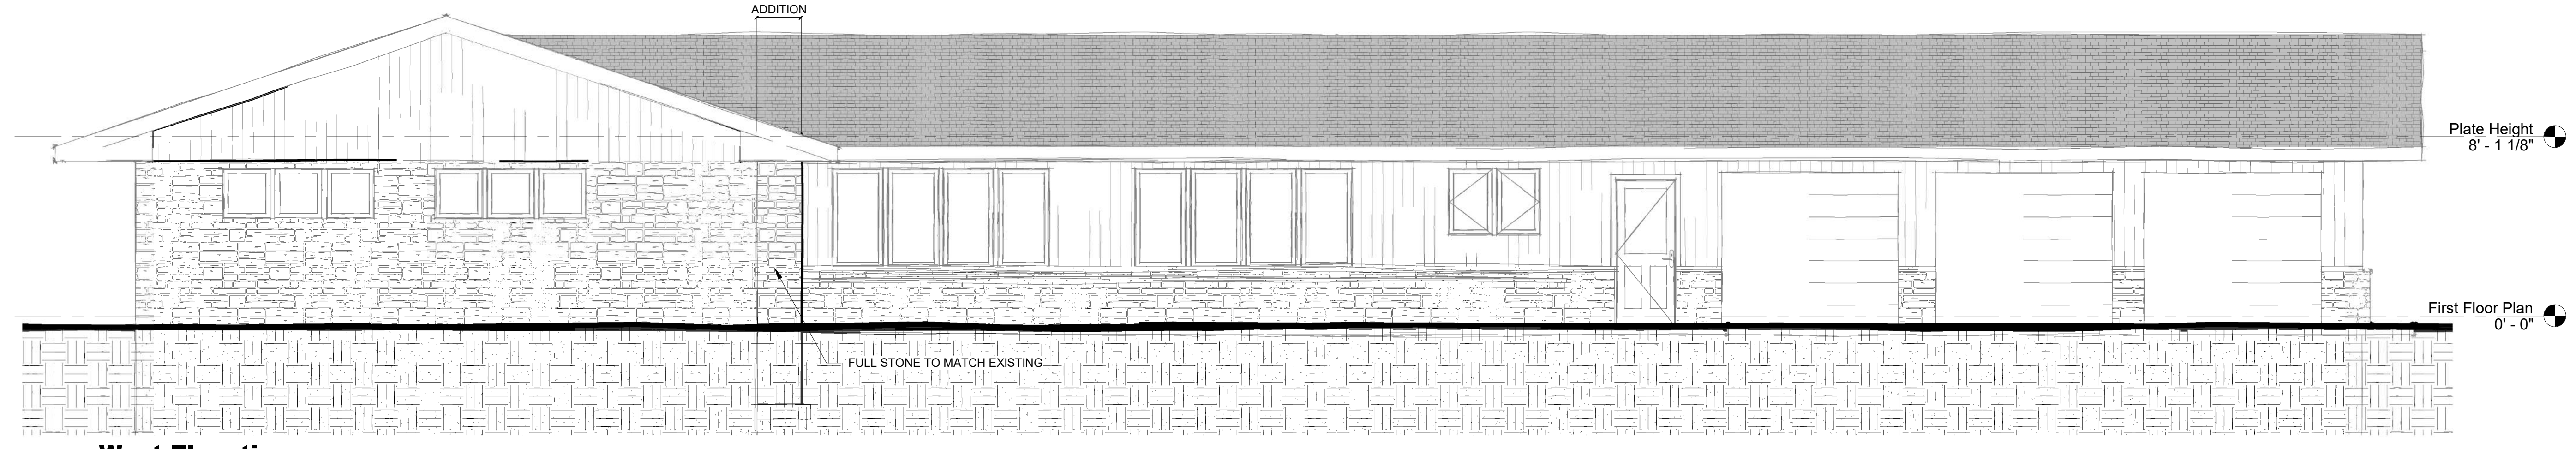 ADDITION
Plate Height
8' - 1 1/8"
First Floor Plan
0' - 0"
FULL STONE TO MATCH EXISTING